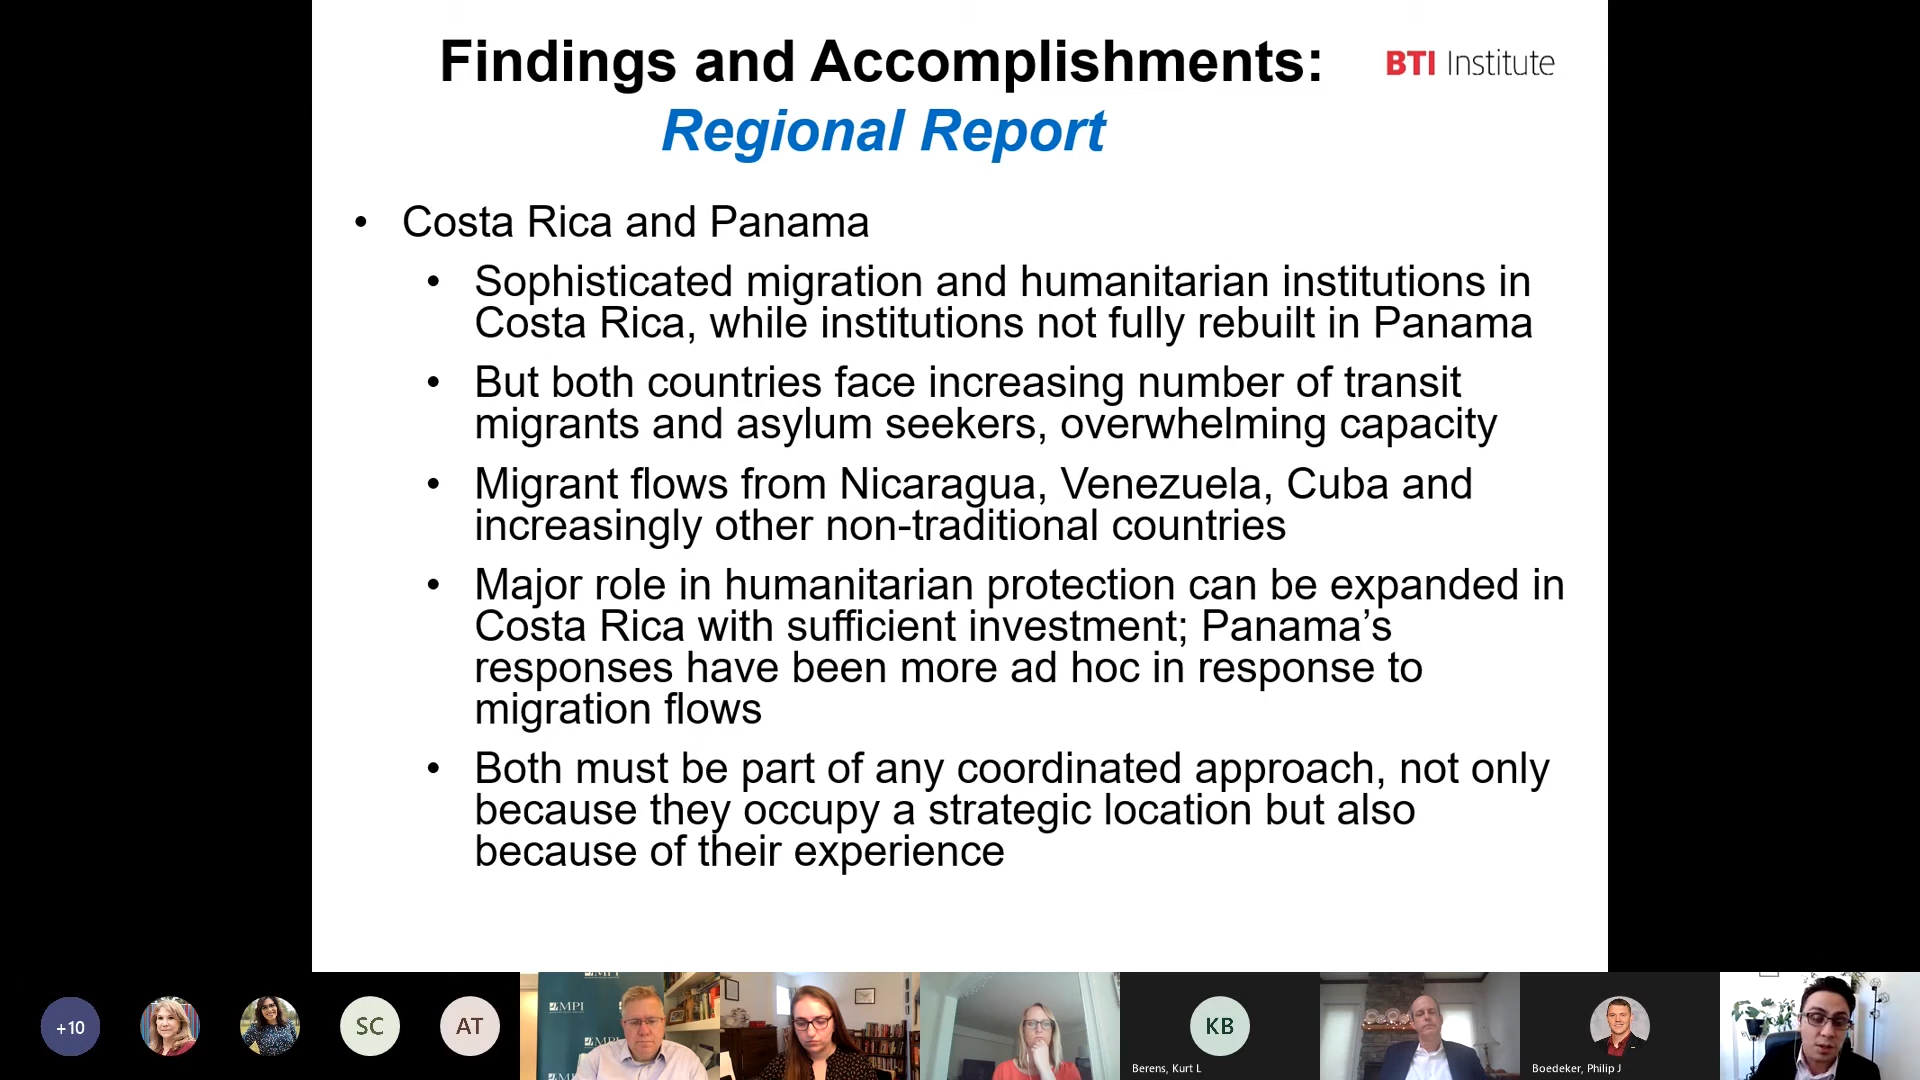 Findings and Accomplishments:
BTI Institute
Regional Report
• Costa Rica and Panama
• Sophisticated migration and humanitarian institutions in
Costa Rica, while institutions not fully rebuilt in Panama
• But both countries face increasing number of transit
migrants and asylum seekers, overwhelming capacity
• Migrant flows from Nicaragua, Venezuela, Cuba and
increasingly other non-traditional countries
• Major role in humanitarian protection can be expanded in
Costa Rica with sufficient investment; Panama’s
responses have been more ad hoc in response to
migration flows
• Both must be part of any coordinated approach, not only
because they occupy a strategic location but also
because of their experience
+10
SC
AT
MPI
MPI
MPI
KB
Berens, Kurt L
Boedeker, Philip J